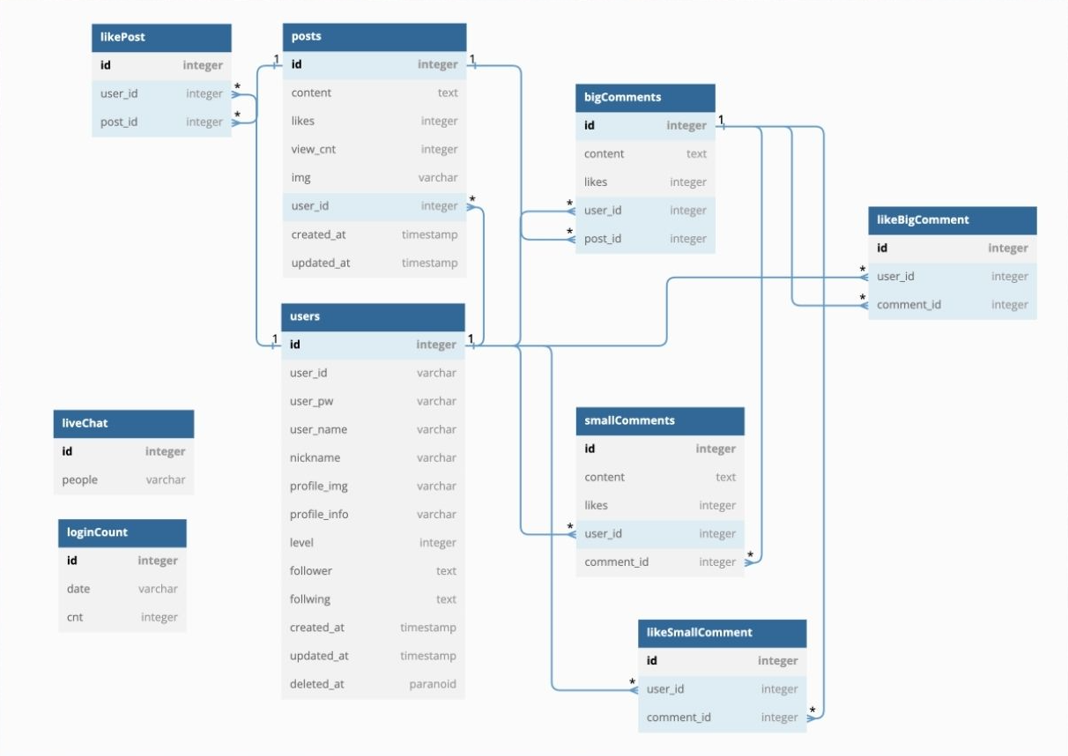 likePost
id integer
user_id integer
post_id integer
posts
id integer
content text
likes integer
view_cnt integer
img varchar
user_id integer
created_at timestamp
updated_at timestamp
bigComments
id integer
content text
likes integer
user_id integer
post_id integer
likeBigComment
id integer
user_id integer
comment_id integer
users
id integer
user_id varchar
user_pw varchar
user_name varchar
nickname varchar
profile_img varchar
profile_info varchar
level integer
follower text
follwing text
created_at timestamp
updated_at timestamp
deleted_at paranoid
liveChat
id integer
people varchar
loginCount
id integer
date varchar
cnt integer
smallComments
id integer
content text
likes integer
user_id integer
comment_id integer
likeSmallComment
id integer
user_id integer
comment_id integer
1
1
1
1
1
*
*
*
*
*
*
*
*
*
*
*